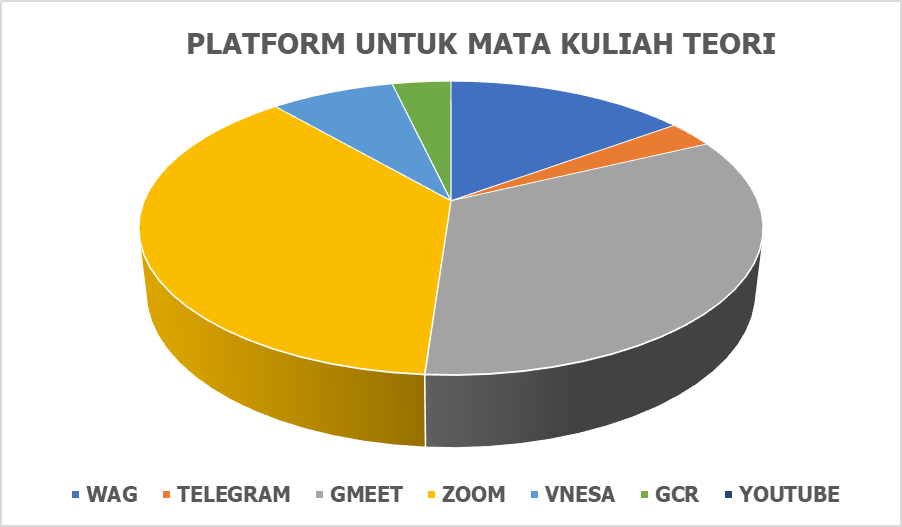 PLATFORM UNTUK MATA KULIAH TEORI
WAG TELEGRAM GMEET ZOOM VNESA GCR YOUTUBE